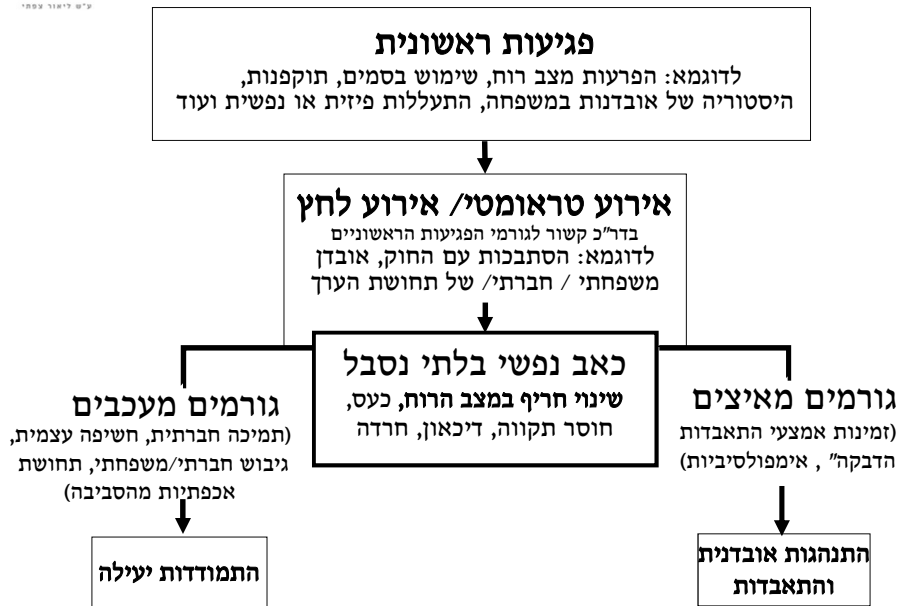 ע"ש ליאור צפתי
פגיעות ראשונית
לדוגמא: הפרעות מצב רוח, שימוש בסמים, תוקפנות,
היסטוריה של אובדנות במשפחה, התעללות פיזית או נפשית ועוד
אירוע טראומטי/ אירוע לחץ
בדר"כ קשור לגורמי הפגיעות הראשוניים
לדוגמא: הסתבכות עם החוק, אובדן
משפחתי / חברתי/ של תחושת הערך
כאב נפשי בלתי נסבל
שינוי חריף במצב הרוח, כעס,
חוסר תקווה, דיכאון, חרדה
גורמים מאיצים
(זמינות אמצעי התאבדות
הדבקה" , אימפולסיביות)
התנהגות אובדנית
והתאבדות
גורמים מעכבים
(תמיכה חברתית, חשיפה עצמית,
גיבוש חברתי/משפחתי, תחושת
אכפתיות מהסביבה)
התמודדות יעילה